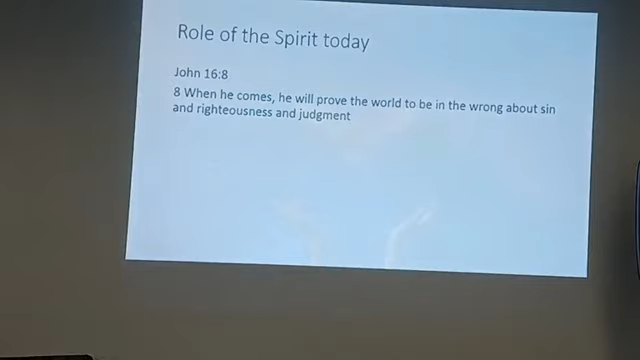 Role of the Spirit today
John 16:8
8 When he comes, he will prove the world to be in the wrong about sin
and righteousness and judgment